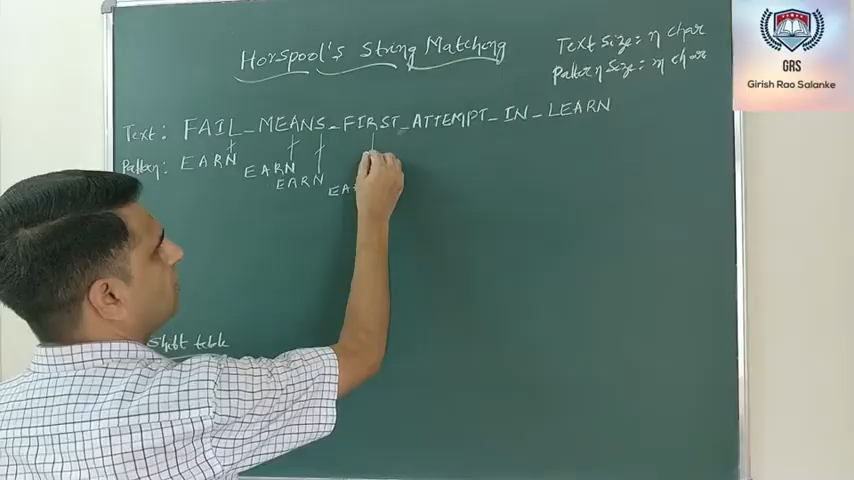 Horspool's String Matching
Text size: n char
Pattern size: m char
GRS
Girish Rao Salanke
Text: FAIL_MEANS_FIRST_ATTEMPT_IN_LEARN
Pattern: EARN
EARN
EARN
EA
Shift table